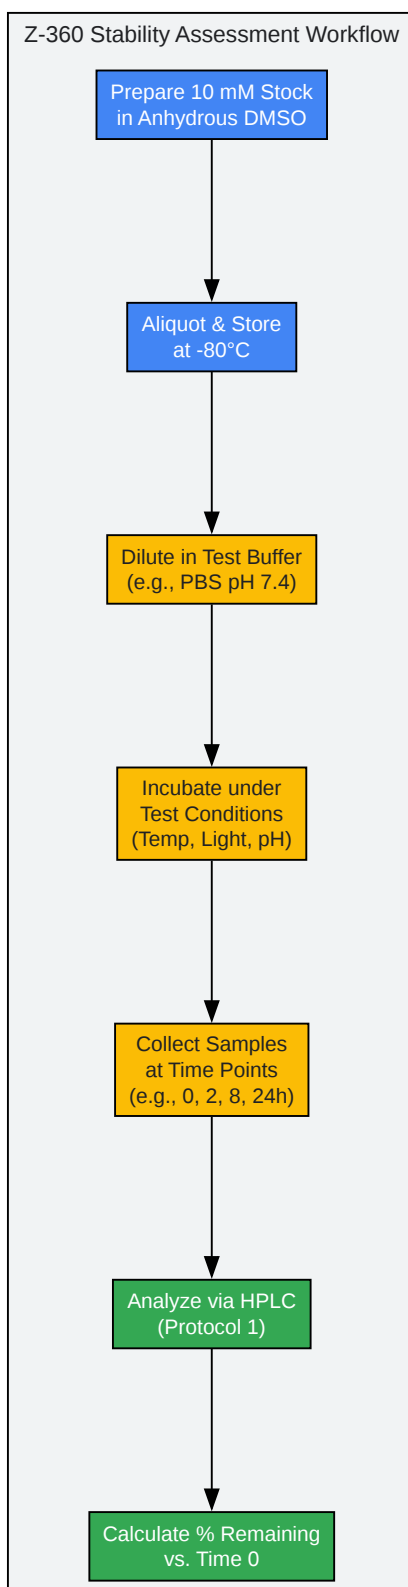 Z-360 Stability Assessment Workflow
Prepare 10 mM Stock
in Anhydrous DMSO
Aliquot & Store
at -80°C
Dilute in Test Buffer
(e.g., PBS pH 7.4)
Incubate under
Test Conditions
(Temp, Light, pH)
Collect Samples
at Time Points
(e.g., 0, 2, 8, 24h)
Analyze via HPLC
(Protocol 1)
Calculate % Remaining
vs. Time 0